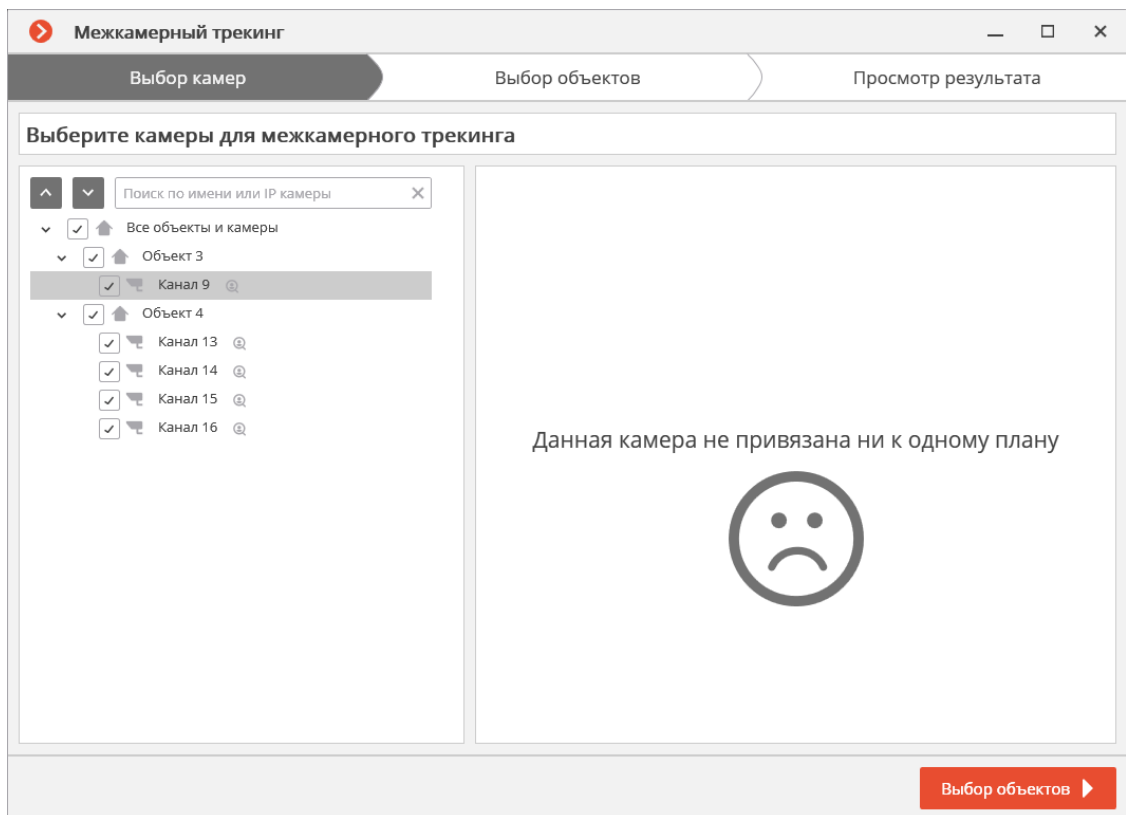 Межкамерный трекинг
Выбор камер
Выбор объектов
Просмотр результата
Выберите камеры для межкамерного трекинга
Поиск по имени или IP камеры
Все объекты и камеры
Объект 3
Канал 9
Объект 4
Канал 13
Канал 14
Канал 15
Канал 16
Данная камера не привязана ни к одному плану
Выбор объектов